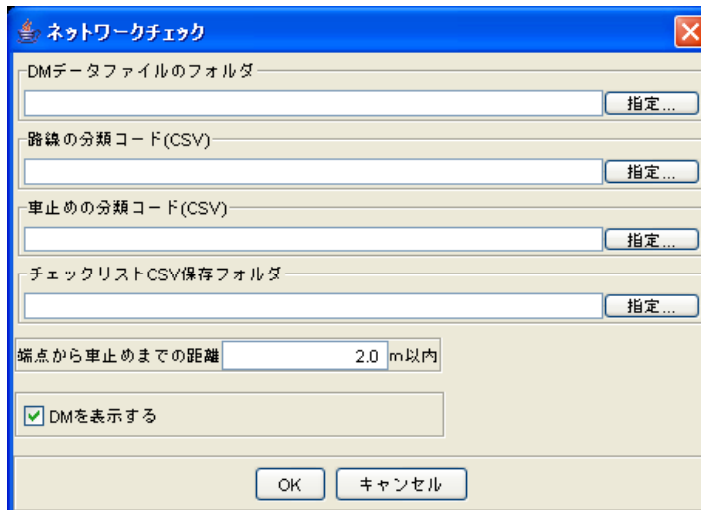 ネットワークチェック
DMデータファイルのフォルダ
指定...
路線の分類コード(CSV)
指定...
車止めの分類コード(CSV)
指定...
チェックリストCSV保存フォルダ
指定...
端点から車止めまでの距離 2.0 m以内
DMを表示する
OK キャンセル